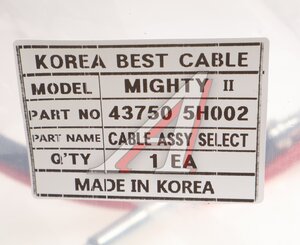 KOREA BEST CABLE
MODEL MIGHTY II
PART NO 43750 5H002
PART NAME CABLE ASSY SELECT
Q'TY 1 EA
MADE IN KOREA